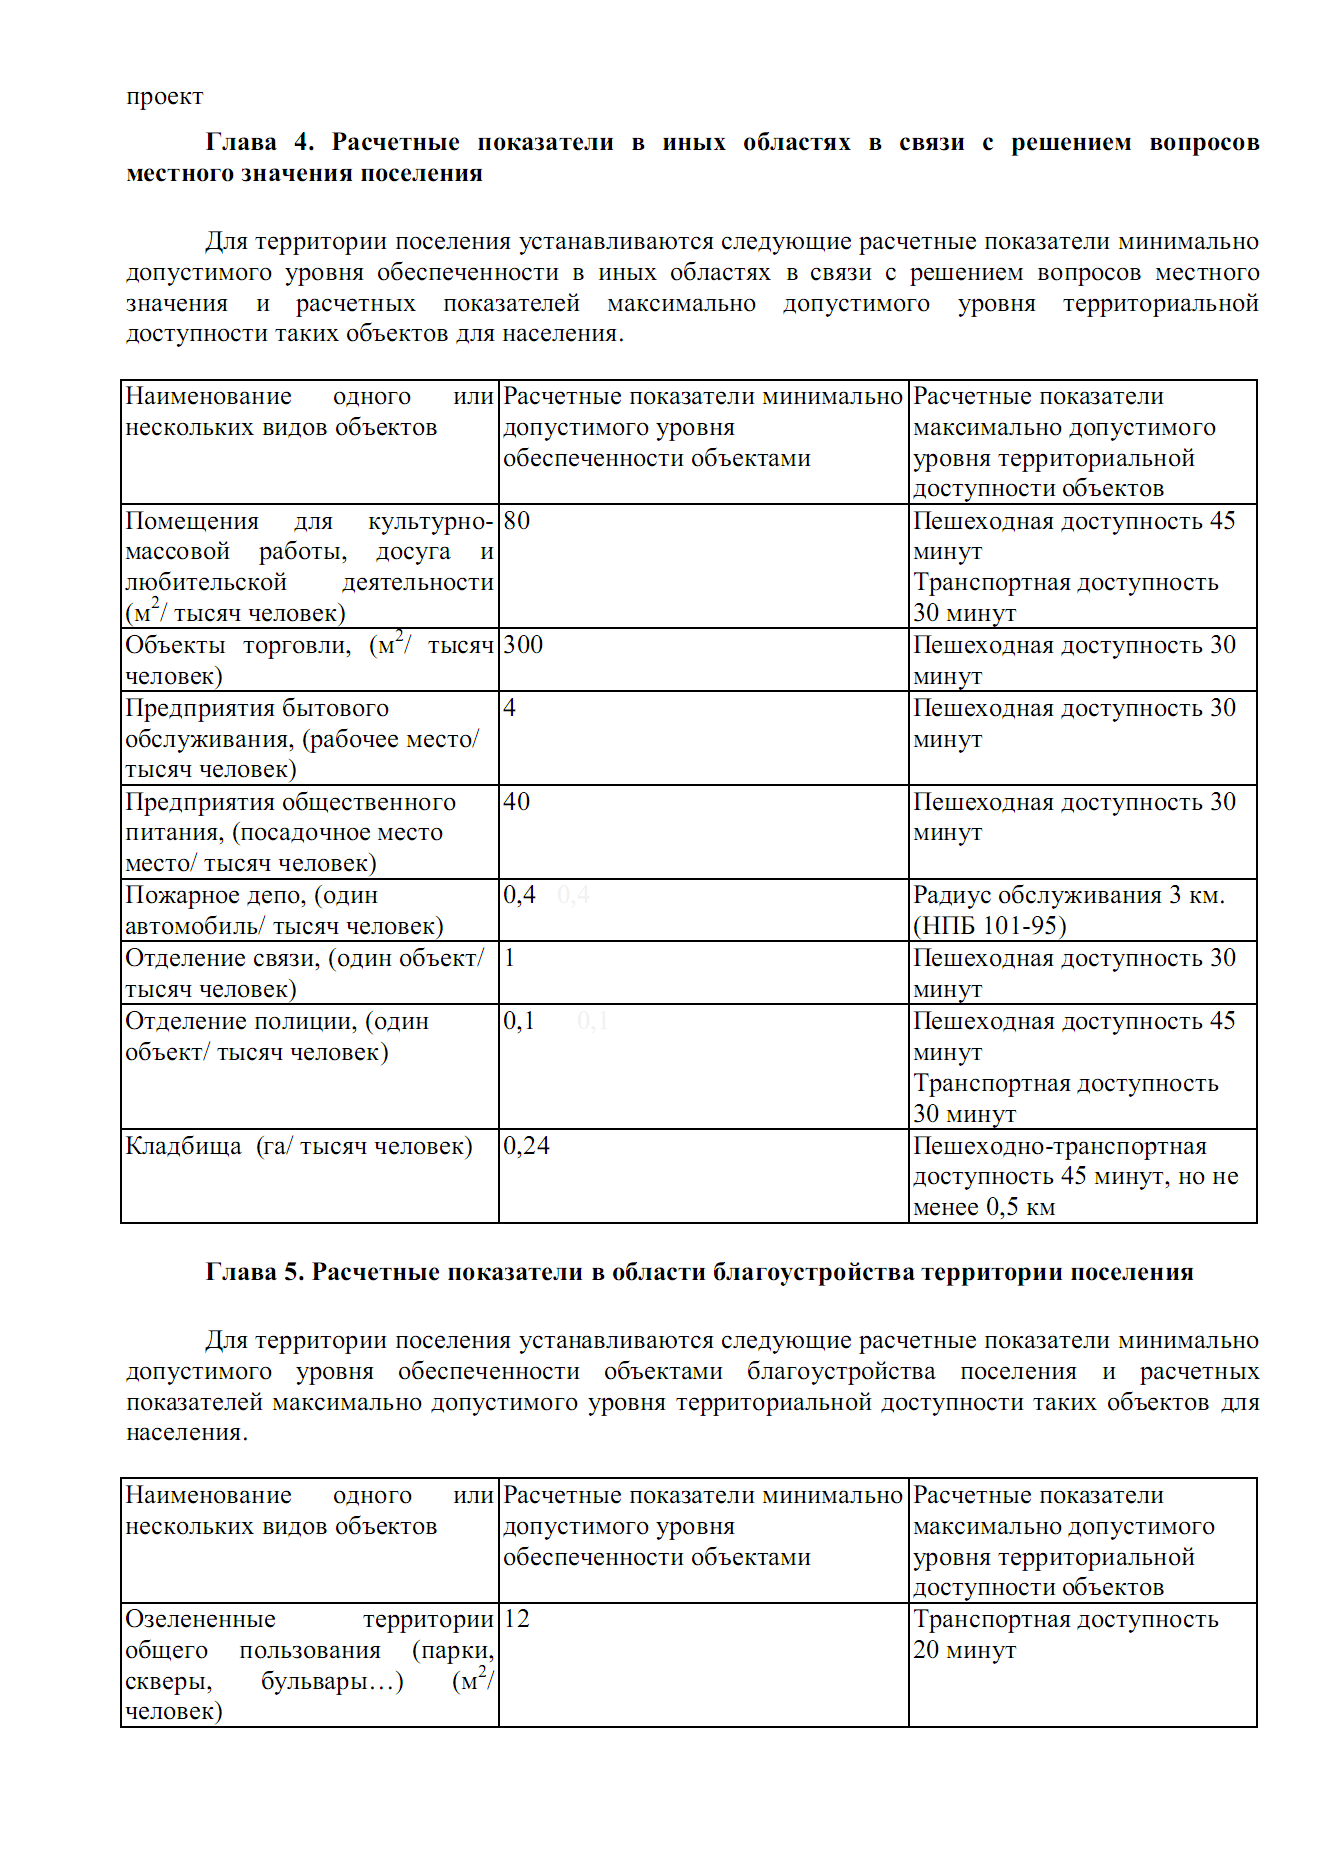 проект
Глава 4. Расчетные показатели в иных областях в связи с решением вопросов
местного значения поселения
Для территории поселения устанавливаются следующие расчетные показатели минимально
допустимого уровня обеспеченности в иных областях в связи с решением вопросов местного
значения и расчетных показателей максимально допустимого уровня территориальной
доступности таких объектов для населения.
Наименование одного или
нескольких видов объектов
Расчетные показатели минимально
допустимого уровня
обеспеченности объектами
Расчетные показатели
максимально допустимого
уровня территориальной
доступности объектов
Помещения для культурно-
массовой работы, досуга и
любительской деятельности
(м2/ тысяч человек)
80
Пешеходная доступность 45
минут
Транспортная доступность
30 минут
Объекты торговли, (м2/ тысяч
человек)
300
Пешеходная доступность 30
минут
Предприятия бытового
обслуживания, (рабочее место/
тысяч человек)
4
Пешеходная доступность 30
минут
Предприятия общественного
питания, (посадочное место
место/ тысяч человек)
40
Пешеходная доступность 30
минут
Пожарное депо, (один
автомобиль/ тысяч человек)
0,4 0,4
Радиус обслуживания 3 км.
(НПБ 101-95)
Отделение связи, (один объект/
тысяч человек)
1
Пешеходная доступность 30
минут
Отделение полиции, (один
объект/ тысяч человек)
0,1 0,1
Пешеходная доступность 45
минут
Транспортная доступность
30 минут
Кладбища (га/ тысяч человек)
0,24
Пешеходно-транспортная
доступность 45 минут, но не
менее 0,5 км
Глава 5. Расчетные показатели в области благоустройства территории поселения
Для территории поселения устанавливаются следующие расчетные показатели минимально
допустимого уровня обеспеченности объектами благоустройства поселения и расчетных
показателей максимально допустимого уровня территориальной доступности таких объектов для
населения.
Наименование одного или
нескольких видов объектов
Расчетные показатели минимально
допустимого уровня
обеспеченности объектами
Расчетные показатели
максимально допустимого
уровня территориальной
доступности объектов
Озелененные территории
общего пользования (парки,
скверы, бульвары…) (м2/
человек)
12
Транспортная доступность
20 минут